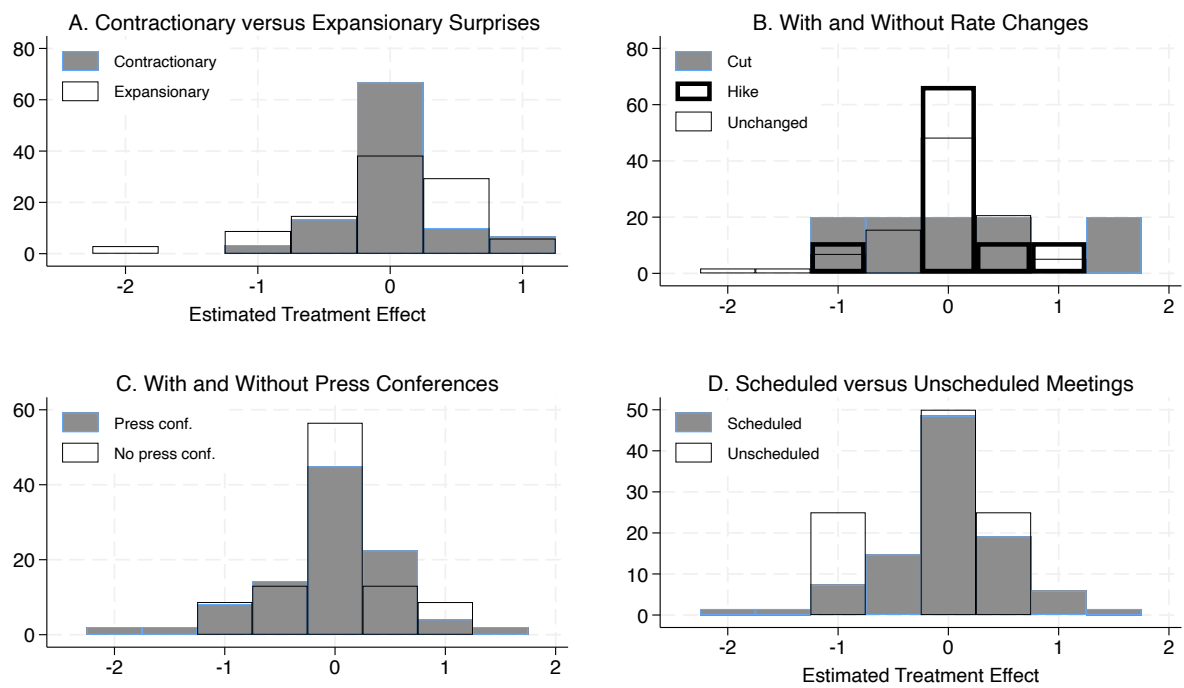 A. Contractionary versus Expansionary Surprises
80
60
40
20
0
Contractionary
Expansionary
-2
-1
0
1
Estimated Treatment Effect
B. With and Without Rate Changes
80
60
40
20
0
Cut
Hike
Unchanged
-2
-1
0
1
2
C. With and Without Press Conferences
60
40
20
0
Press conf.
No press conf.
-2
-1
0
1
2
D. Scheduled versus Unscheduled Meetings
50
40
30
20
10
0
Scheduled
Unscheduled
-2
-1
0
1
2
Estimated Treatment Effect